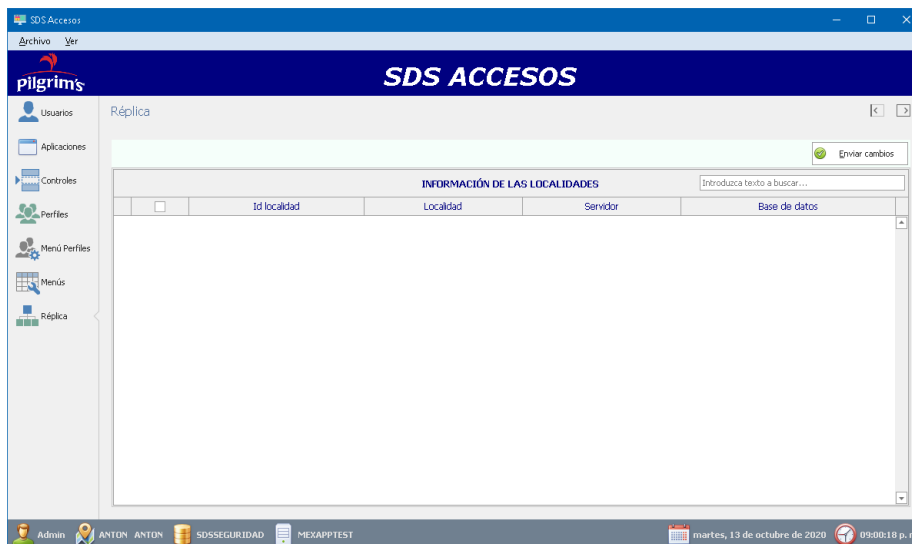 SDS Accesos
Archivo Ver
Pilgrim's
SDS ACCESOS
Usuarios
Réplica
Aplicaciones
Enviar cambios
Controles
INFORMACIÓN DE LAS LOCALIDADES
Introduzca texto a buscar...
Id localidad Localidad Servidor Base de datos
Perfiles
Menú Perfiles
Menús
Réplica
Admin ANTON ANTON SDSSEGURIDAD MEXAPPTEST martes, 13 de octubre de 2020 09:00:18 p.